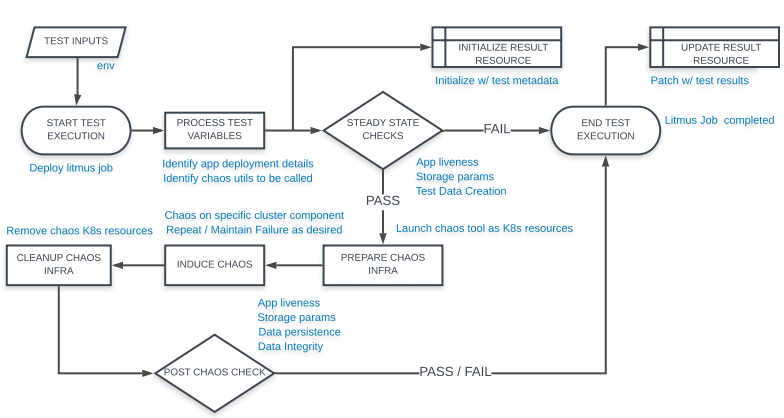 TEST INPUTS
env
INITIALIZE RESULT
RESOURCE
Initialize w/ test metadata
UPDATE RESULT
RESOURCE
Patch w/ test results
START TEST
EXECUTION
Deploy litmus job
PROCESS TEST
VARIABLES
Identify app deployment details
Identify chaos utils to be called
STEADY STATE
CHECKS
FAIL
App liveness
Storage params
Test Data Creation
END TEST
EXECUTION
Litmus Job completed
PASS
Launch chaos tool as K8s resources
PREPARE CHAOS
INFRA
Chaos on specific cluster component
Repeat / Maintain Failure as desired
INDUCE CHAOS
Remove chaos K8s resources
CLEANUP CHAOS
INFRA
App liveness
Storage params
Data persistence
Data Integrity
POST CHAOS CHECK
PASS / FAIL